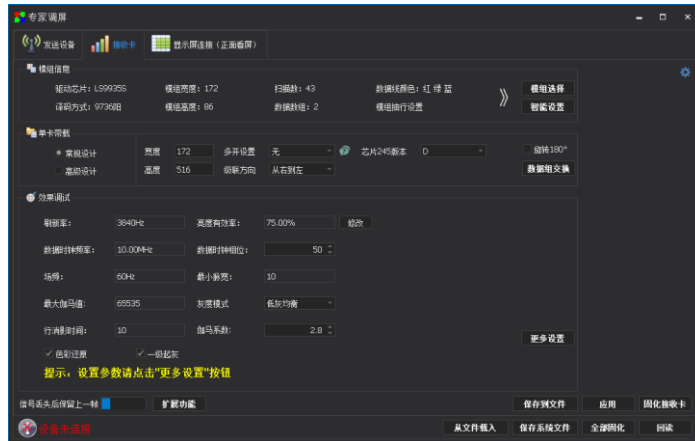 专家调屏
发送设备 接收卡 显示屏连接（正面看屏）
模组信息
驱动芯片：LS9935S 模组宽度：172 扫描数：43 数据线颜色：红 绿 蓝 模组选择
译码方式：9736阳 模组高度：86 数据数组：2 模组抽行设置 智能设置
单卡带载
常规设计 宽度 172 多开设置 无 芯片245版本 D 旋转180°
高级设计 高度 516 级联方向 从右到左 数据组交换
效果调试
刷新率： 3840Hz 亮度有效率： 75.00% 修改
数据时钟频率： 10.00MHz 数据时钟相位： 50
场频： 60Hz 最小脉宽： 10
最大伽马值： 65535 灰度模式 低灰均衡
行消影时间： 10 伽马系数： 2.8 更多设置
色彩还原 一级起灰
提示，设置参数请点击"更多设置"按钮
信号丢失后保留上一帧 扩展功能 保存到文件 应用 固化接收卡
设备未连接 从文件载入 保存系统文件 全部固化 回读